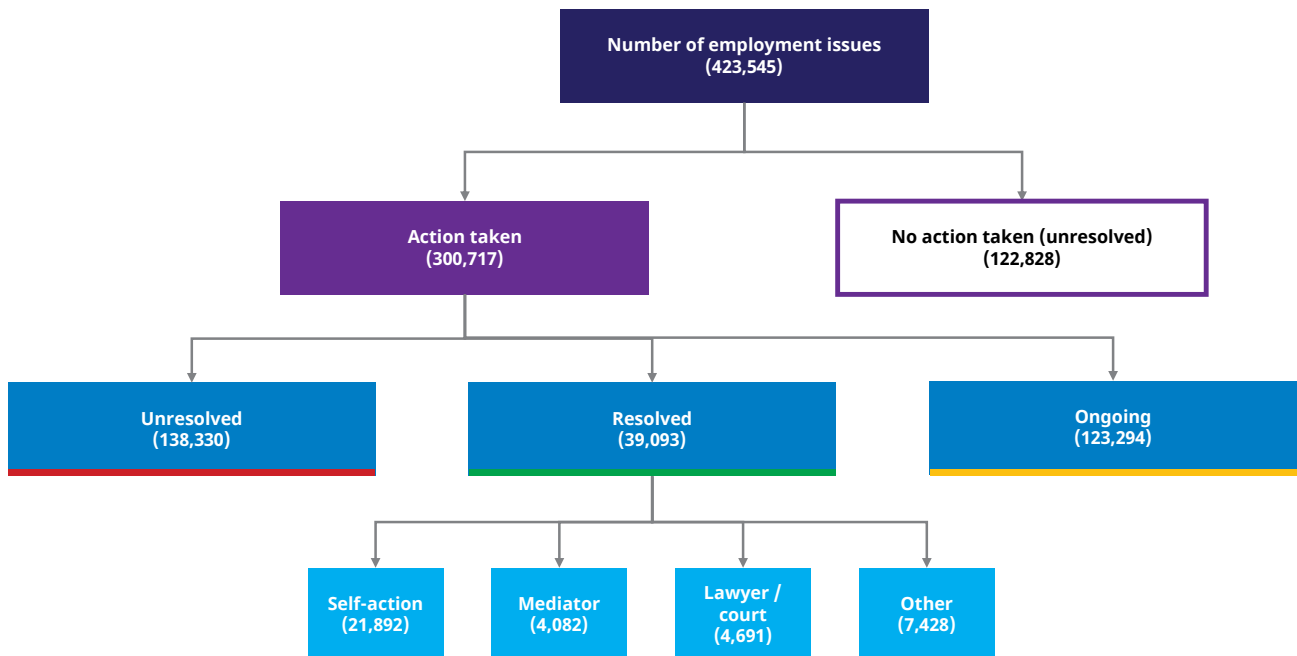 Number of employment issues
(423,545)
Action taken
(300,717)
No action taken (unresolved)
(122,828)
Unresolved
(138,330)
Resolved
(39,093)
Ongoing
(123,294)
Self-action
(21,892)
Mediator
(4,082)
Lawyer /
court
(4,691)
Other
(7,428)